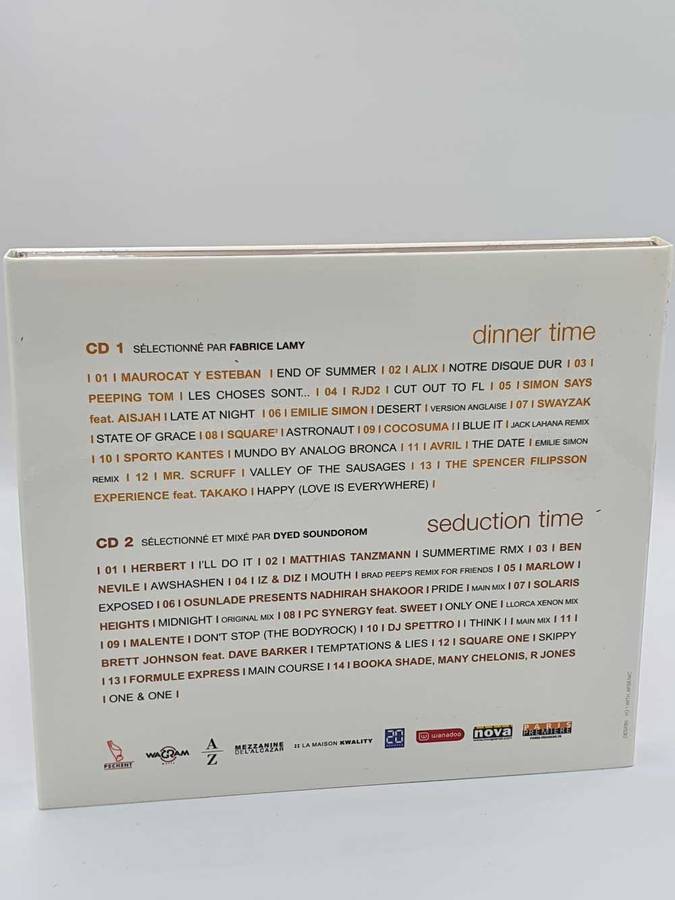 CD 1 SÉLECTIONNÉ PAR FABRICE LAMY
dinner time
I 01 I MAUROCAT Y ESTEBAN I END OF SUMMER I 02 I ALIX I NOTRE DISQUE DUR I 03 I
PEEPING TOM I LES CHOSES SONT... I 04 I RJD2 I CUT OUT TO FL I 05 I SIMON SAYS
feat. AISJAH I LATE AT NIGHT I 06 I EMILIE SIMON I DESERT I VERSION ANGLAISE I 07 I SWAYZAK
I STATE OF GRACE I 08 I SQUARE' I ASTRONAUT I 09 I COCOSUMA I I BLUE IT I JACK LAHANA REMIX
I 10 I SPORTO KANTES I MUNDO BY ANALOG BRONCA I 11 I AVRIL I THE DATE I EMILIE SIMON
REMIX I 12 I MR. SCRUFF I VALLEY OF THE SAUSAGES I 13 I THE SPENCER FILIPSSON
EXPERIENCE feat. TAKAKO I HAPPY (LOVE IS EVERYWHERE) I
CD 2 SÉLECTIONNÉ ET MIXÉ PAR DYED SOUNDOROM
seduction time
I 01 I HERBERT I I'LL DO IT I 02 I MATTHIAS TANZMANN I SUMMERTIME RMX I 03 I BEN
NEVILE I AWSHASHEN I 04 I IZ & DIZ I MOUTH I BRAD PEEP'S REMIX FOR FRIENDS I 05 I MARLOW I
EXPOSED I 06 I OSUNLADE PRESENTS NADHIRAH SHAKOOR I PRIDE I MAIN MIX I 07 I SOLARIS
HEIGHTS I MIDNIGHT I ORIGINAL MIX I 08 I PC SYNERGY feat. SWEET I ONLY ONE I LLORCA XENON MIX
I 09 I MALENTE I DON'T STOP (THE BODYROCK) I 10 I DJ SPETTRO I I THINK I I MAIN MIX I 11 I
BRETT JOHNSON feat. DAVE BARKER I TEMPTATIONS & LIES I 12 I SQUARE ONE I SKIPPY
I 13 I FORMULE EXPRESS I MAIN COURSE I 14 I BOOKA SHADE, MANY CHELONIS, R JONES
I ONE & ONE I
PSCHENT
WAGRAM
A
Z
MEZZANINE
DE L'ALCAZAR
LA MAISON KWALITY
20
wanadoo
nova
PARIS
PREMIERE